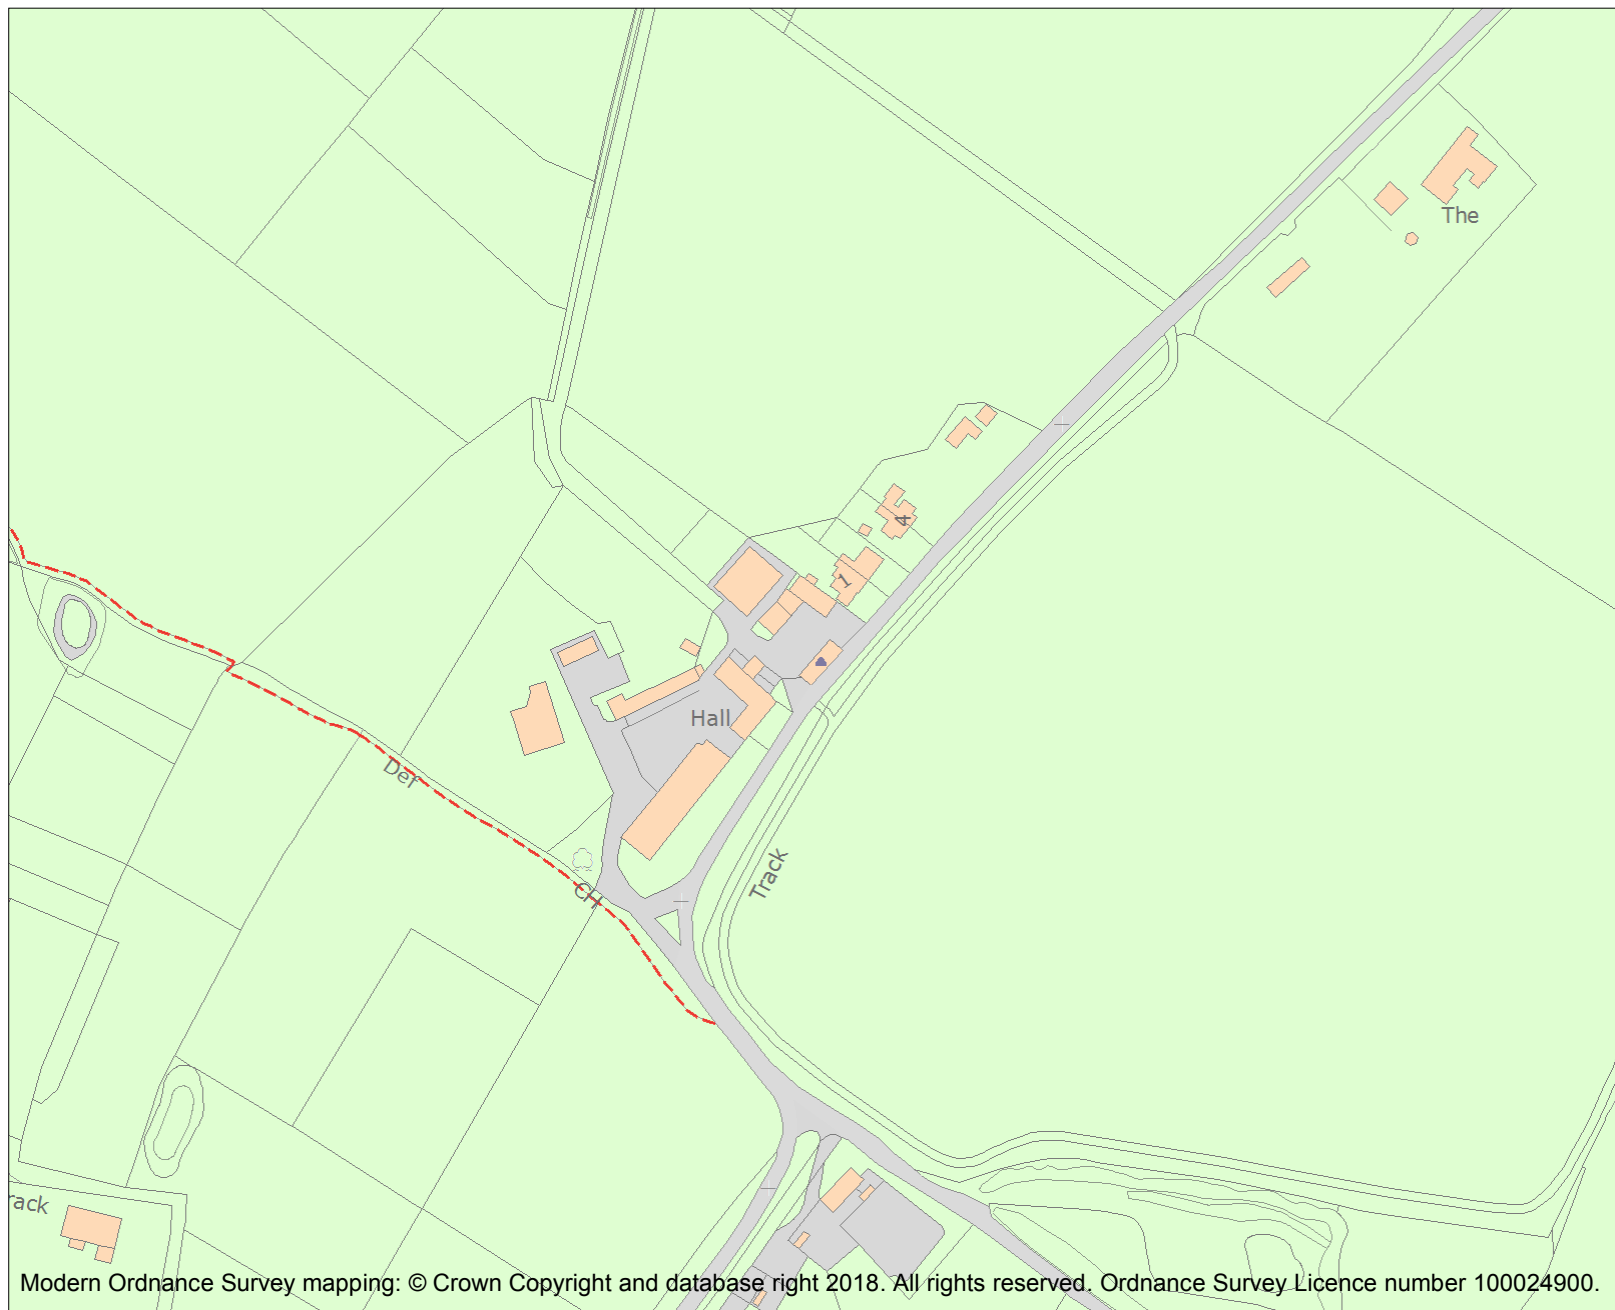 The
4
1
Hall
Def
Track
CH
rack
Modern Ordnance Survey mapping: © Crown Copyright and database right 2018. All rights reserved. Ordnance Survey Licence number 100024900.